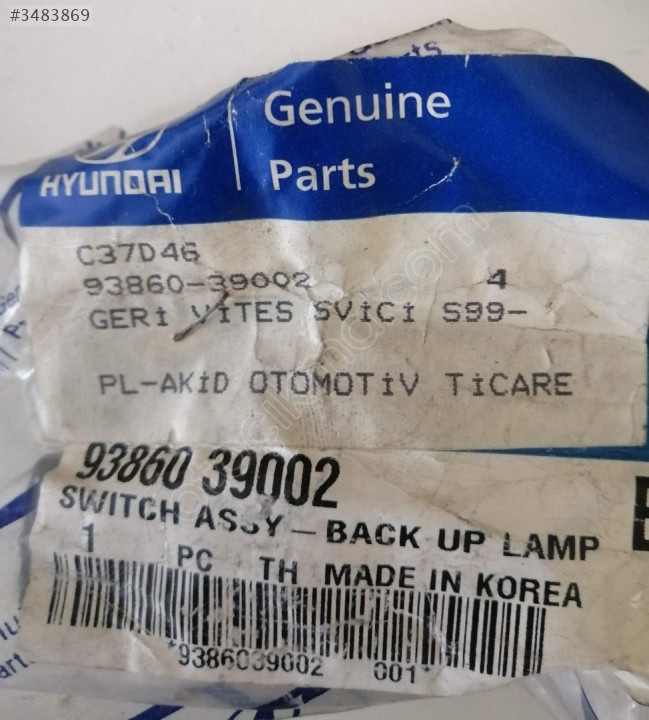 #3483869
Genuine
Parts
HYUNDAI
C37D46
93860-39002 4
GERİ VİTES SVİCİ S99-
PL-AKİD OTOMOTİV TİCARE
93860 39002
SWITCH ASSY - BACK UP LAMP
1 PC TH MADE IN KOREA
*9386039002 001*